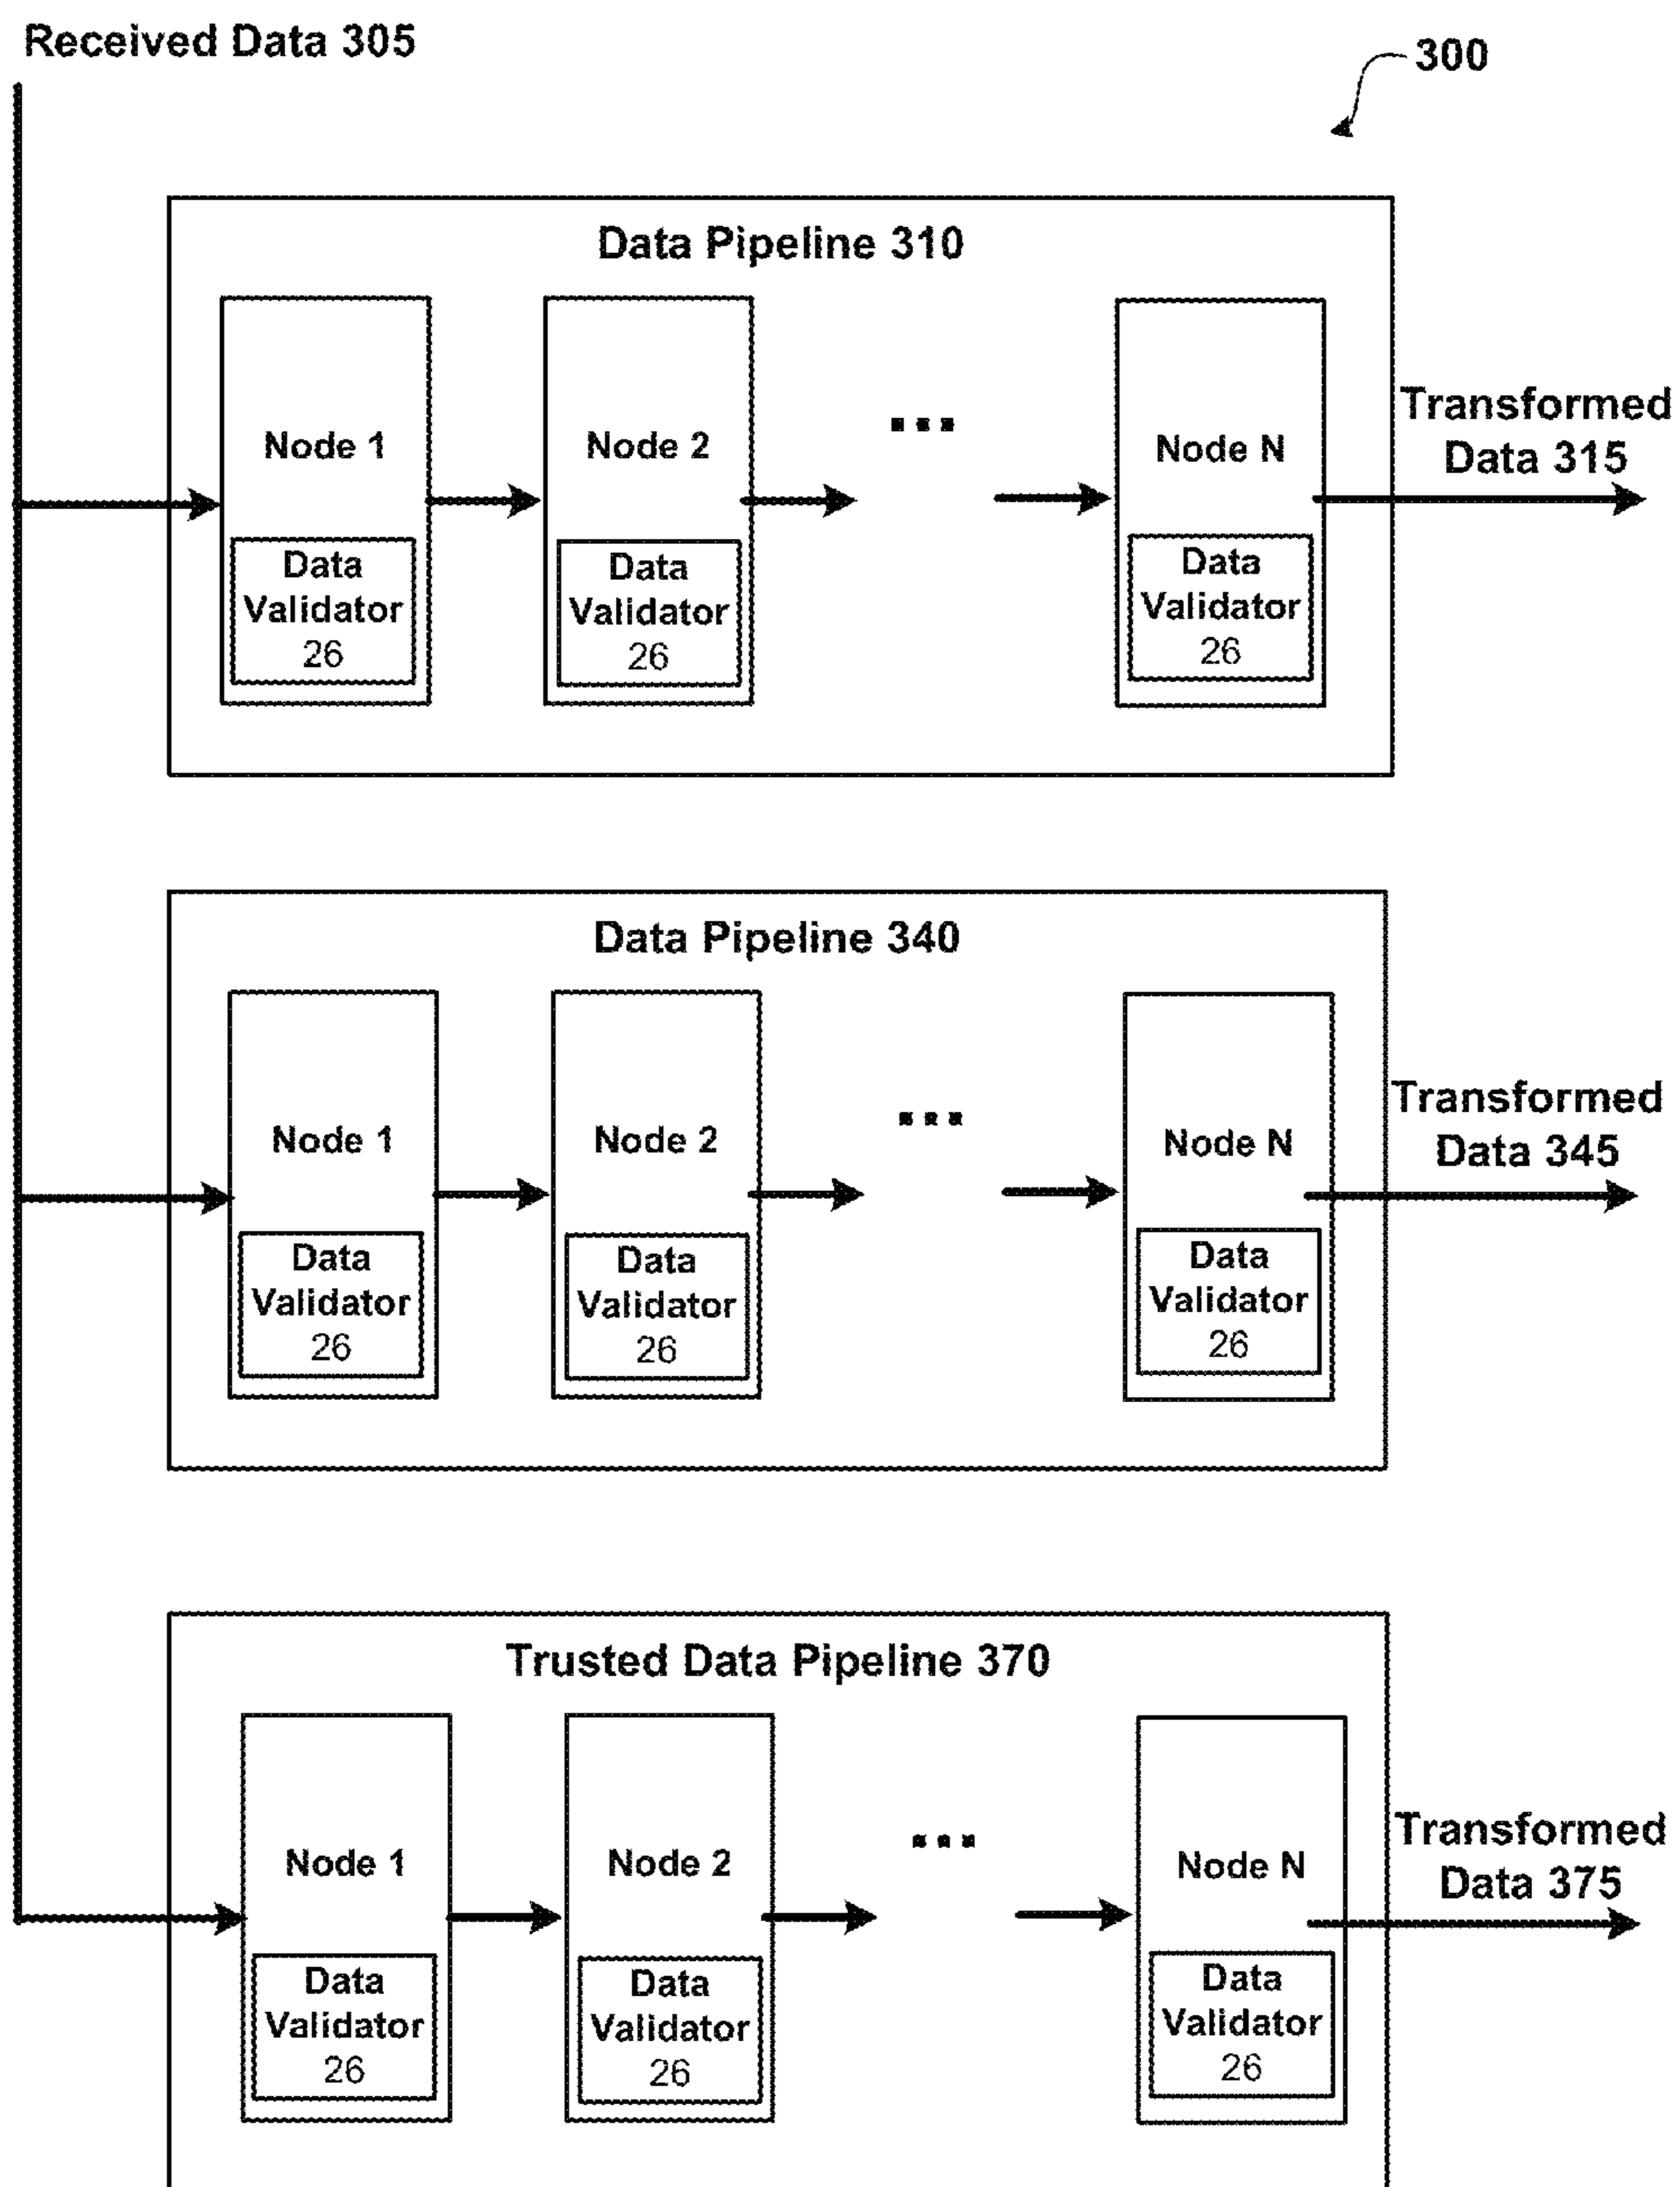 Received Data 305
300
Data Pipeline 310
Node 1
Data
Validator
26
Node 2
Data
Validator
26
...
Node N
Data
Validator
26
Transformed
Data 315
Data Pipeline 340
Node 1
Data
Validator
26
Node 2
Data
Validator
26
...
Node N
Data
Validator
26
Transformed
Data 345
Trusted Data Pipeline 370
Node 1
Data
Validator
26
Node 2
Data
Validator
26
...
Node N
Data
Validator
26
Transformed
Data 375